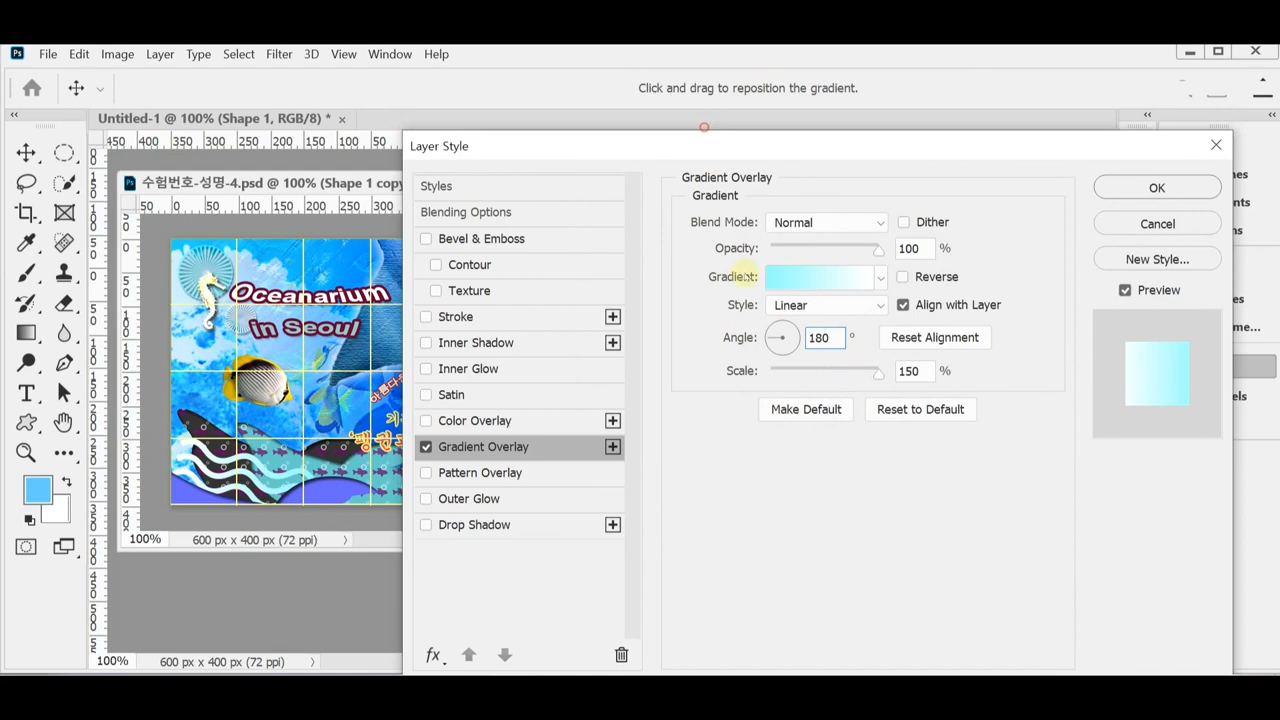 Ps File Edit Image Layer Type Select Filter 3D View Window Help
Click and drag to reposition the gradient.
Untitled-1 @ 100% (Shape 1, RGB/8) *
450 400 350 300 250 200 150 100 50
Layer Style
수험번호-성명-4.psd @ 100% (Shape 1 copy
50 0 50 100 150 200 250 300
Oceanarium
in Seoul
100% 600 px x 400 px (72 ppi)
100% 600 px x 400 px (72 ppi)
Styles
Blending Options
Bevel & Emboss
Contour
Texture
Stroke
Inner Shadow
Inner Glow
Satin
Color Overlay
Gradient Overlay
Pattern Overlay
Outer Glow
Drop Shadow
fx
Gradient Overlay
Gradient
Blend Mode: Normal Dither
Opacity: 100 %
Gradient: Reverse
Style: Linear Align with Layer
Angle: 180 ° Reset Alignment
Scale: 150 %
Make Default Reset to Default
OK
Cancel
New Style...
Preview